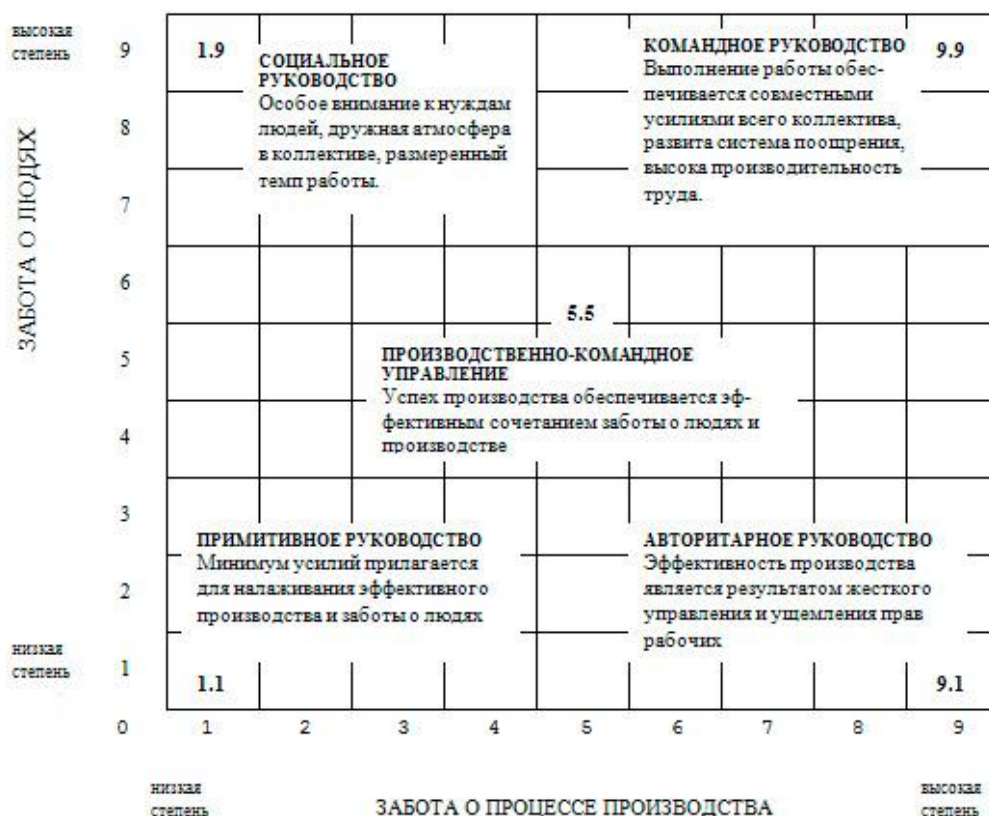 высокая
степень
9
8
7
6
5
4
3
2
1
0
низкая
степень
ЗАБОТА О ЛЮДЯХ
1.9
СОЦИАЛЬНОЕ
РУКОВОДСТВО
Особое внимание к нуждам
людей, дружная атмосфера
в коллективе, размеренный
темп работы.
КОМАНДНОЕ РУКОВОДСТВО
9.9
Выполнение работы обес-
печивается совместными
усилиями всего коллектива,
развита система поощрения,
высока производительность
труда.
5.5
ПРОИЗВОДСТВЕННО-КОМАНДНОЕ
УПРАВЛЕНИЕ
Успех производства обеспечивается эф-
фективным сочетанием заботы о людях и
производстве
ПРИМИТИВНОЕ РУКОВОДСТВО
Минимум усилий прилагается
для налаживания эффективного
производства и заботы о людях
1.1
АВТОРИТАРНОЕ РУКОВОДСТВО
Эффективность производства
является результатом жесткого
управления и ущемления прав
рабочих
9.1
1 2 3 4 5 6 7 8 9
низкая
степень
ЗАБОТА О ПРОЦЕССЕ ПРОИЗВОДСТВА
высокая
степень